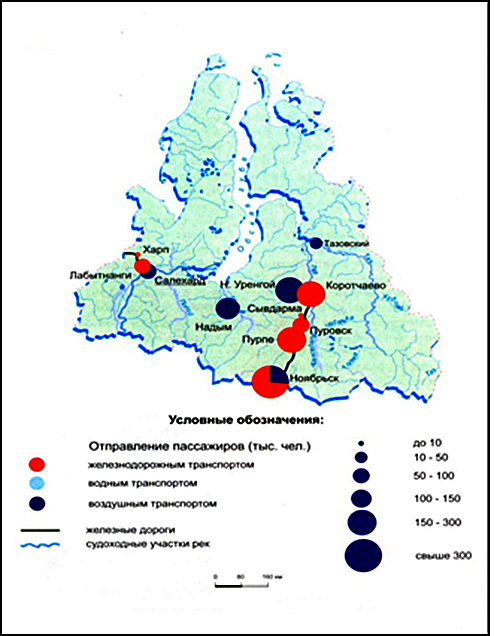 Тазовский
Харп
Лабытнанги
Салехард
Н. Уренгой
Коротчаево
Сывдарма
Надым
Пуровск
Пурпе
Ноябрьск
Условные обозначения:
Отправление пассажиров (тыс. чел.)
железнодорожным транспортом
водным транспортом
воздушным транспортом
железные дороги
судоходные участки рек
до 10
10 - 50
50 - 100
100 - 150
150 - 300
свыше 300
0 80 160 км